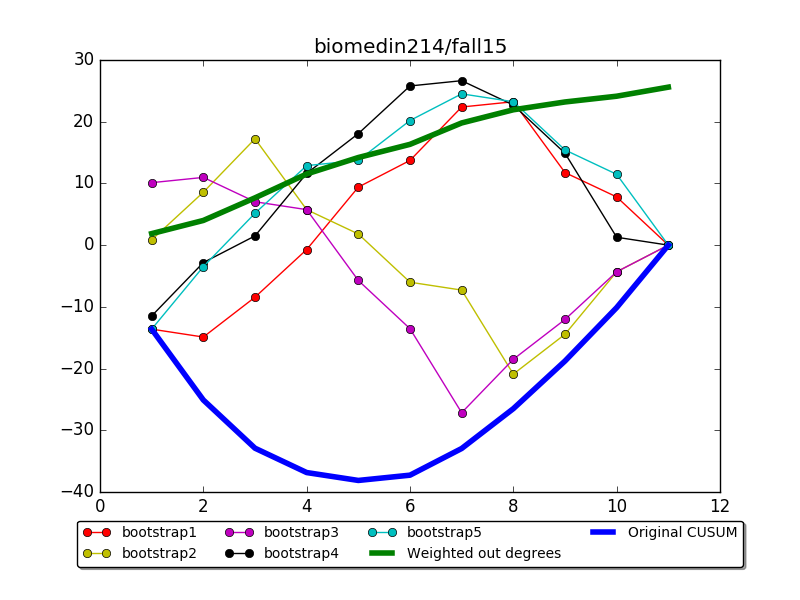 biomedin214/fall15
30
20
10
0
−10
−20
−30
−40
0 2 4 6 8 10 12
bootstrap1 bootstrap3 bootstrap5 Original CUSUM
bootstrap2 bootstrap4 Weighted out degrees